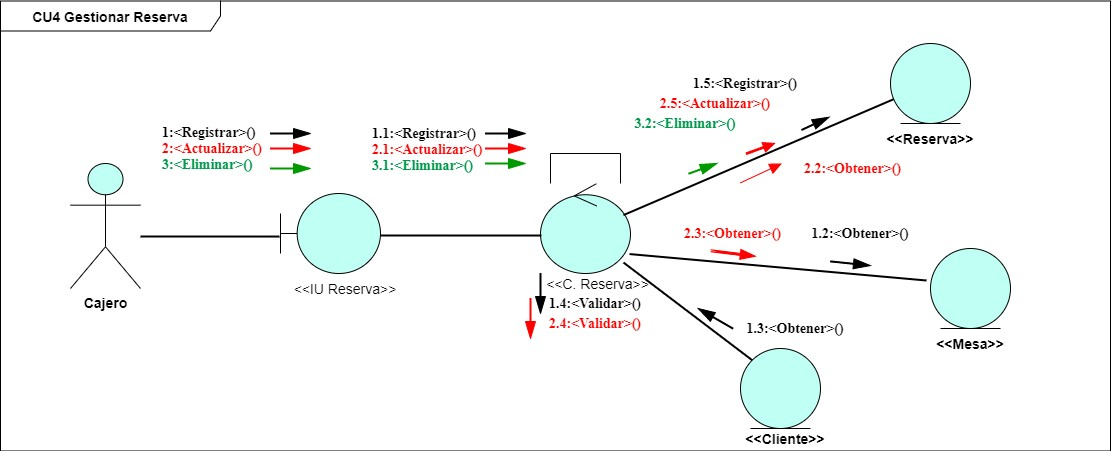 CU4 Gestionar Reserva
1:<Registrar>()
2:<Actualizar>()
3:<Eliminar>()
1.1:<Registrar>()
2.1:<Actualizar>()
3.1:<Eliminar>()
1.5:<Registrar>()
2.5:<Actualizar>()
3.2:<Eliminar>()
<<Reserva>>
2.2:<Obtener>()
2.3:<Obtener>()
1.2:<Obtener>()
Cajero
<<IU Reserva>>
<<C. Reserva>>
1.4:<Validar>()
2.4:<Validar>()
1.3:<Obtener>()
<<Mesa>>
<<Cliente>>